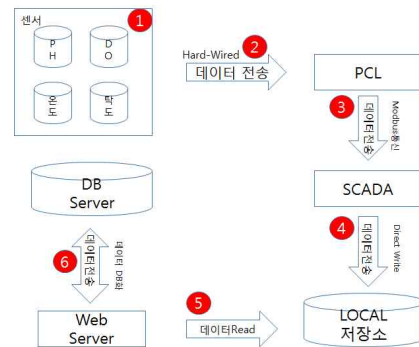 센서
1
P
H
D
O
온
도
탁
도
Hard-Wired
2
데이터 전송
PCL
3
데이터전송
Modbus통신
SCADA
4
데이터전송
Direct Write
DB
Server
6
데이터전송
데이터 DB화
5
데이터Read
Web
Server
LOCAL
저장소